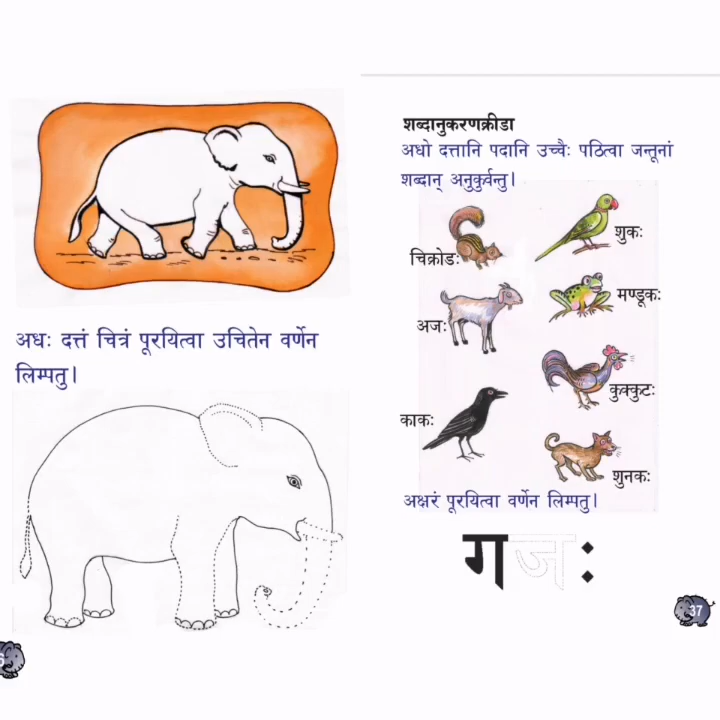 अधः दत्तं चित्रं पूरयित्वा उचितेन वर्णेन
लिम्पतु।
शब्दानुकरणक्रीडा
अधो दत्तानि पदानि उच्चैः पठित्वा जन्तूनां
शब्दान् अनुकुर्वन्तु।
चिक्रोडः
शुकः
अजः
मण्डूकः
काकः
कुक्कुटः
शुनकः
अक्षरं पूरयित्वा वर्णेन लिम्पतु।
गजः
37